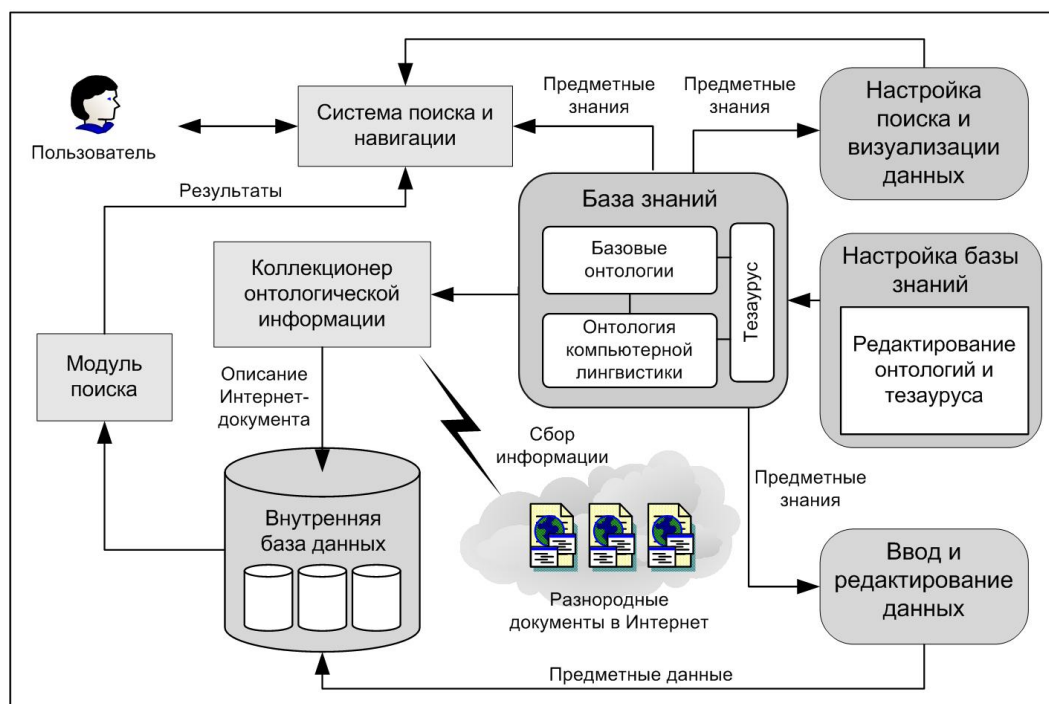 Пользователь
Система поиска и
навигации
Предметные
знания
Предметные
знания
Настройка
поиска и
визуализации
данных
Результаты
База знаний
Базовые
онтологии
Онтология
компьютерной
лингвистики
Тезаурус
Настройка базы
знаний
Редактирование
онтологий и
тезауруса
Коллекционер
онтологической
информации
Модуль
поиска
Описание
Интернет-
документа
Сбор
информации
Предметные
знания
Внутренняя
база данных
Разнородные
документы в Интернет
Ввод и
редактирование
данных
Предметные данные